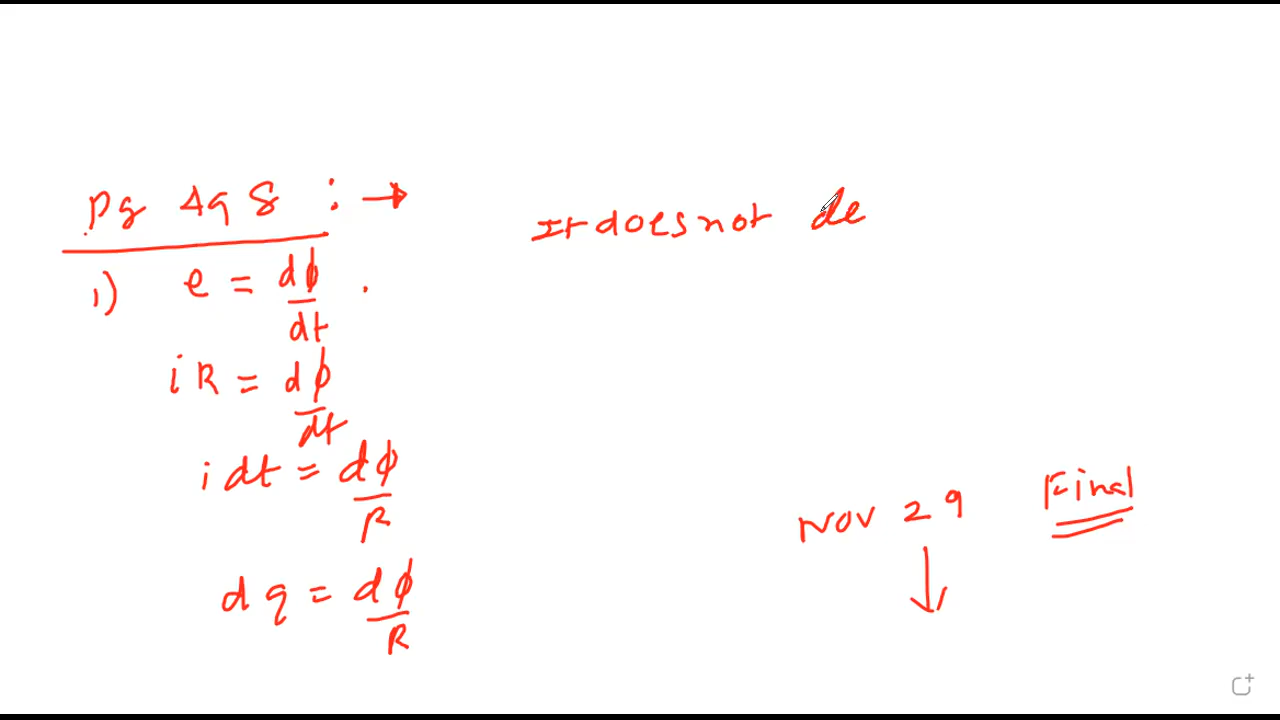 Pg 498 : →
It does not de
1) e = dϕ/dt .
iR = dϕ/dt
i dt = dϕ/R
dq = dϕ/R
Nov 29 Final
↓